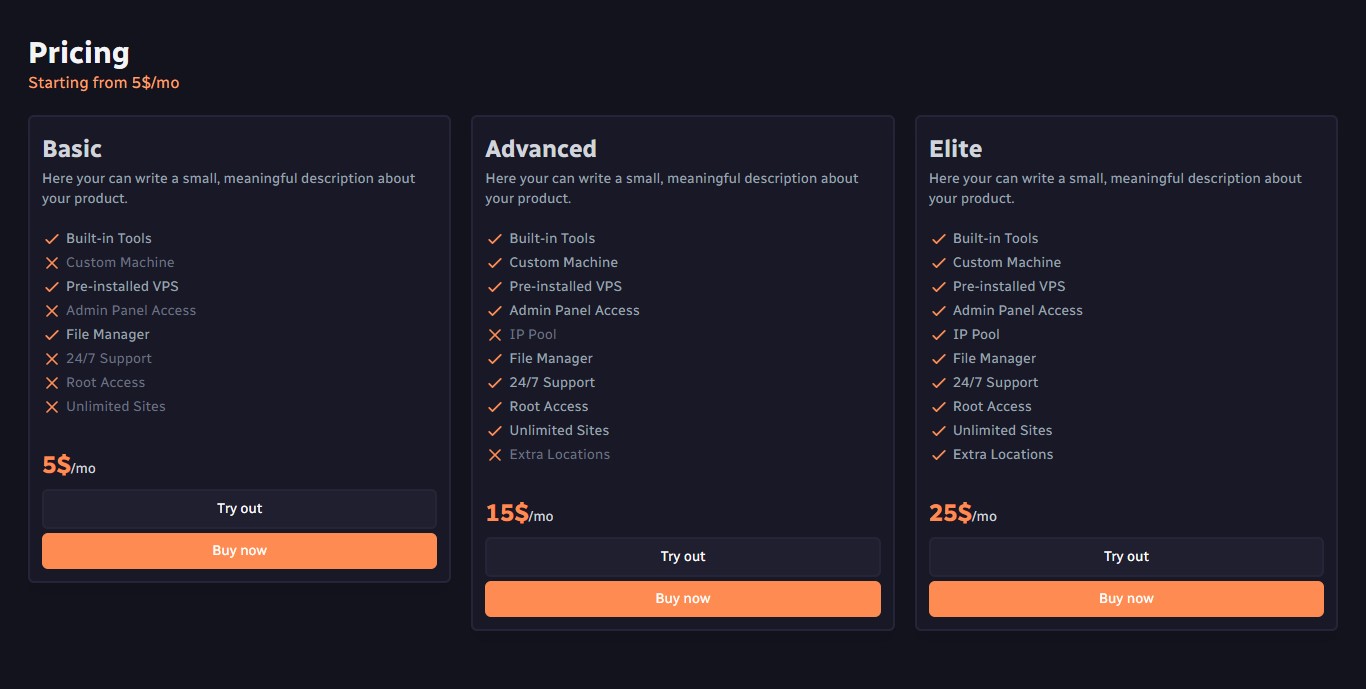 Pricing
Starting from 5$/mo
Basic
Here your can write a small, meaningful description about
your product.
Built-in Tools
Custom Machine
Pre-installed VPS
Admin Panel Access
File Manager
24/7 Support
Root Access
Unlimited Sites
5$/mo
Try out
Buy now
Advanced
Here your can write a small, meaningful description about
your product.
Built-in Tools
Custom Machine
Pre-installed VPS
Admin Panel Access
IP Pool
File Manager
24/7 Support
Root Access
Unlimited Sites
Extra Locations
15$/mo
Try out
Buy now
Elite
Here your can write a small, meaningful description about
your product.
Built-in Tools
Custom Machine
Pre-installed VPS
Admin Panel Access
IP Pool
File Manager
24/7 Support
Root Access
Unlimited Sites
Extra Locations
25$/mo
Try out
Buy now